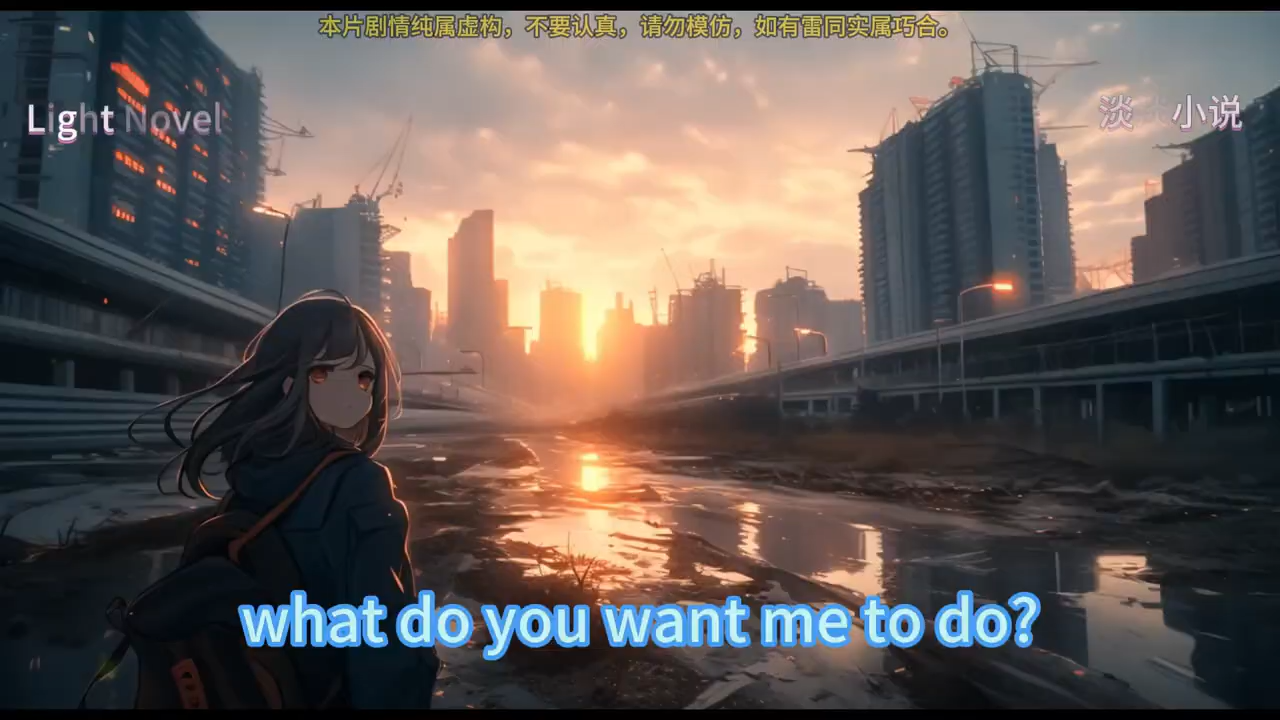 本片剧情纯属虚构，不要认真，请勿模仿，如有雷同实属巧合。
Light Novel
淡 小说
what do you want me to do?